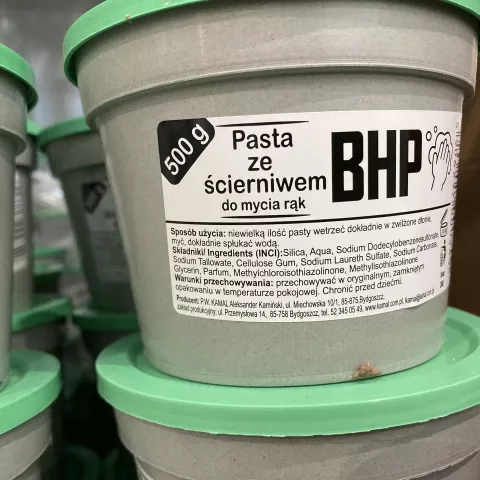 500 g
Pasta
ze
ścierniwem
do mycia rąk
BHP
Sposób użycia: niewielką ilość pasty wetrzeć dokładnie w zwilżone dłonie,
myć, dokładnie spłukać wodą.
Składniki/ Ingredients (INCI):Silica, Aqua, Sodium Dodecylobenzenesulfonate,
Sodium Tallowate, Cellulose Gum, Sodium Laureth Sulfate, Sodium Carbonate,
Glycerin, Parfum, Methylchloroisothiazolinone, Methylisothiazolinone
Warunki przechowywania: przechowywać w oryginalnym, zamkniętym
opakowaniu w temperaturze pokojowej. Chronić przed dziećmi.
Producent: P.W. KAMAL Aleksander Kamiński, ul. Miechowska 10/1, 85-875,Bydgoszcz,
zakład produkcyjny: ul. Przemysłowa 14, 85-758 Bydgoszcz, tel. 52 345 05 49, www.kamal.com.pl,